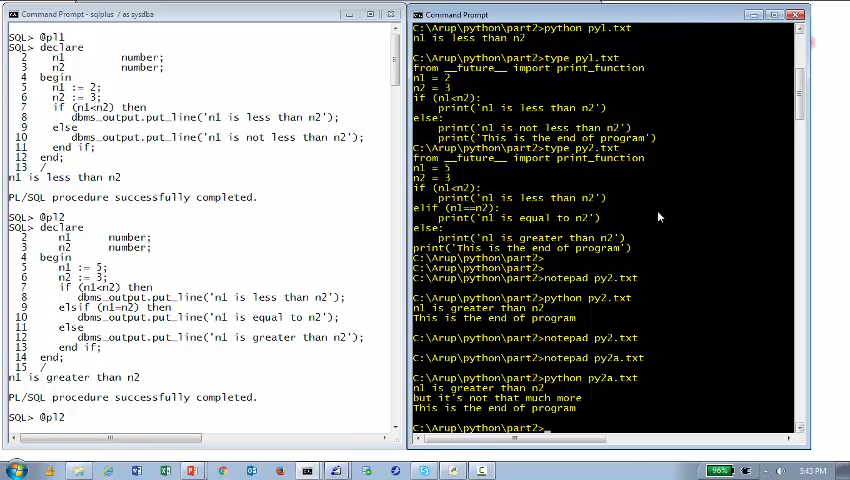 Command Prompt - sqlplus / as sysdba
SQL> @pl1
SQL> declare
2 n1 number;
3 n2 number;
4 begin
5 n1 := 2;
6 n2 := 3;
7 if (n1<n2) then
8 dbms_output.put_line('n1 is less than n2');
9 else
10 dbms_output.put_line('n1 is not less than n2');
11 end if;
12 end;
13 /
n1 is less than n2
PL/SQL procedure successfully completed.
SQL> @pl2
SQL> declare
2 n1 number;
3 n2 number;
4 begin
5 n1 := 5;
6 n2 := 3;
7 if (n1<n2) then
8 dbms_output.put_line('n1 is less than n2');
9 elsif (n1=n2) then
10 dbms_output.put_line('n1 is equal to n2');
11 else
12 dbms_output.put_line('n1 is greater than n2');
13 end if;
14 end;
15 /
n1 is greater than n2
PL/SQL procedure successfully completed.
SQL> @pl2
Command Prompt
C:\Arup\python\part2>python py1.txt
n1 is less than n2
C:\Arup\python\part2>type py1.txt
from __future__ import print_function
n1 = 2
n2 = 3
if (n1<n2):
print('n1 is less than n2')
else:
print('n1 is not less than n2')
print('This is the end of program')
C:\Arup\python\part2>type py2.txt
from __future__ import print_function
n1 = 5
n2 = 3
if (n1<n2):
print('n1 is less than n2')
elif (n1==n2):
print('n1 is equal to n2')
else:
print('n1 is greater than n2')
print('This is the end of program')
C:\Arup\python\part2>
C:\Arup\python\part2>
C:\Arup\python\part2>notepad py2.txt
C:\Arup\python\part2>python py2.txt
n1 is greater than n2
This is the end of program
C:\Arup\python\part2>notepad py2.txt
C:\Arup\python\part2>notepad py2a.txt
C:\Arup\python\part2>python py2a.txt
n1 is greater than n2
but it's not that much more
This is the end of program
C:\Arup\python\part2>_
96%
5:43 PM